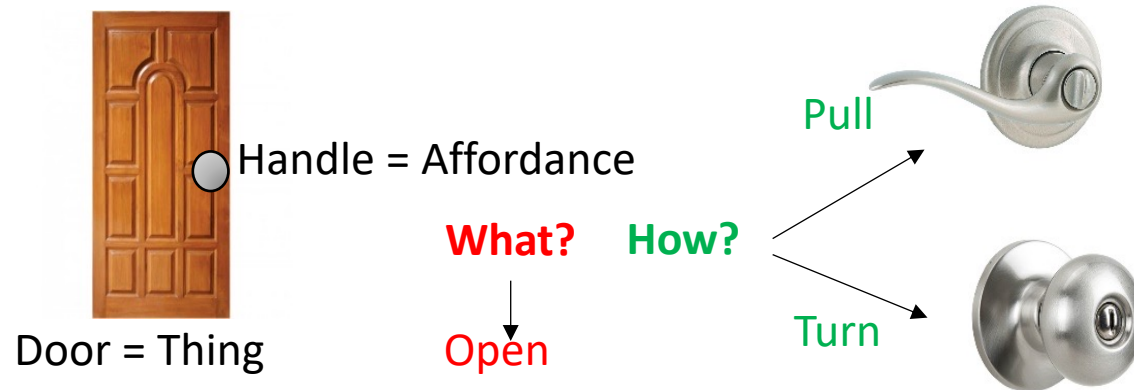 Handle = Affordance
Door = Thing
What?
Open
How?
Pull
Turn